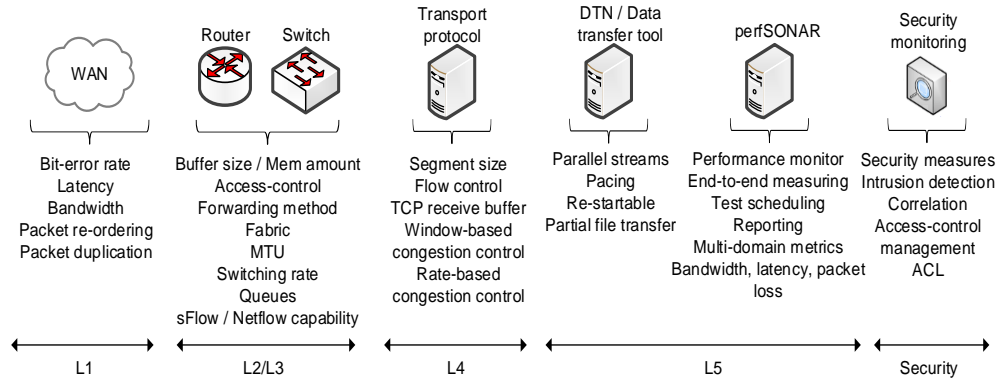 WAN
Bit-error rate
Latency
Bandwidth
Packet re-ordering
Packet duplication
L1
Router
Switch
Buffer size / Mem amount
Access-control
Forwarding method
Fabric
MTU
Switching rate
Queues
sFlow / Netflow capability
L2/L3
Transport
protocol
Segment size
Flow control
TCP receive buffer
Window-based
congestion control
Rate-based
congestion control
L4
DTN / Data
transfer tool
Parallel streams
Pacing
Re-startable
Partial file transfer
perfSONAR
Performance monitor
End-to-end measuring
Test scheduling
Reporting
Multi-domain metrics
Bandwidth, latency, packet
loss
L5
Security
monitoring
Security measures
Intrusion detection
Correlation
Access-control
management
ACL
Security